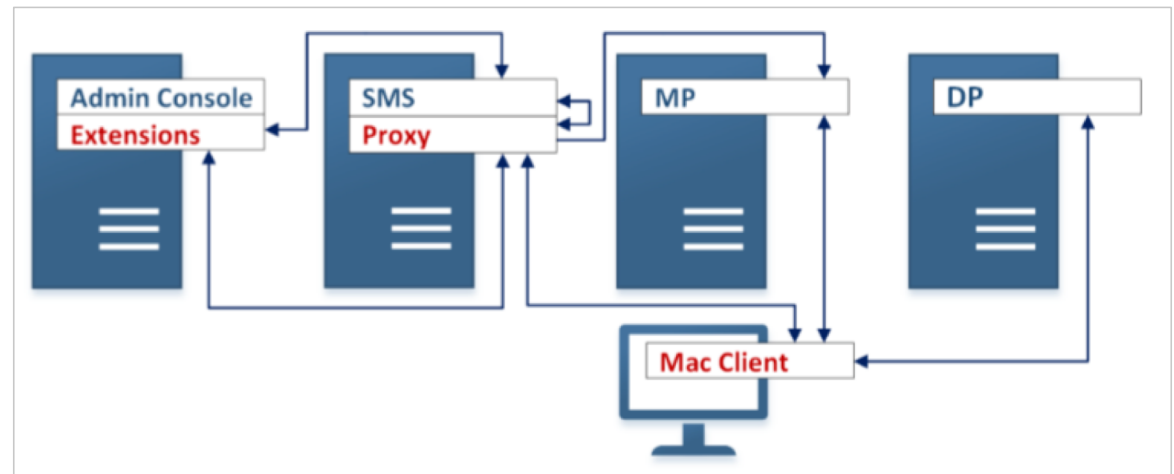 Admin Console
Extensions
SMS
Proxy
MP
DP
Mac Client